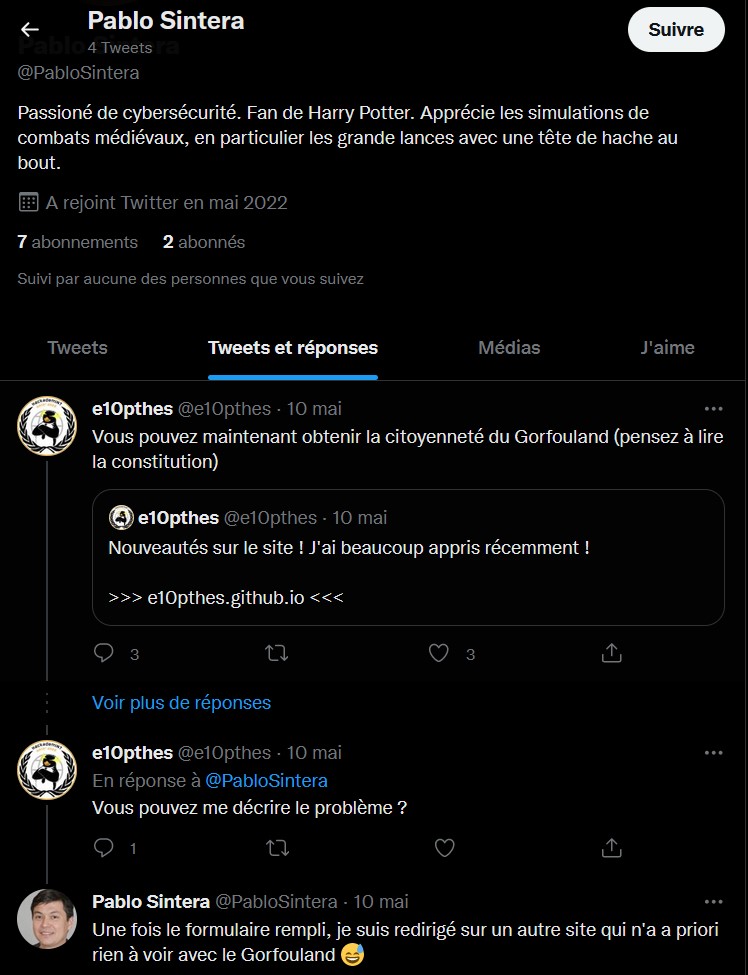 Pablo Sintera
4 Tweets
Suivre
@PabloSintera
Passioné de cybersécurité. Fan de Harry Potter. Apprécie les simulations de
combats médiévaux, en particulier les grande lances avec une tête de hache au
bout.
A rejoint Twitter en mai 2022
7 abonnements 2 abonnés
Suivi par aucune des personnes que vous suivez
Tweets Tweets et réponses Médias J'aime
e10pthes @e10pthes · 10 mai
Vous pouvez maintenant obtenir la citoyenneté du Gorfouland (pensez à lire
la constitution)
e10pthes @e10pthes · 10 mai
Nouveautés sur le site ! J'ai beaucoup appris récemment !
>>> e10pthes.github.io <<<
3 3
Voir plus de réponses
e10pthes @e10pthes · 10 mai
En réponse à @PabloSintera
Vous pouvez me décrire le problème ?
1
Pablo Sintera @PabloSintera · 10 mai
Une fois le formulaire rempli, je suis redirigé sur un autre site qui n'a a priori
rien à voir avec le Gorfouland 😅